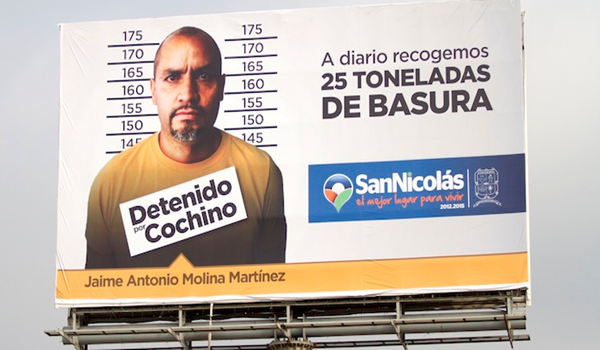 175 175
170 170
165 165
160 160
155 155
150 150
145 145
Detenido
por
Cochino
Jaime Antonio Molina Martínez
A diario recogemos
25 TONELADAS
DE BASURA
SanNicolás
el mejor lugar para vivir
2012.2015